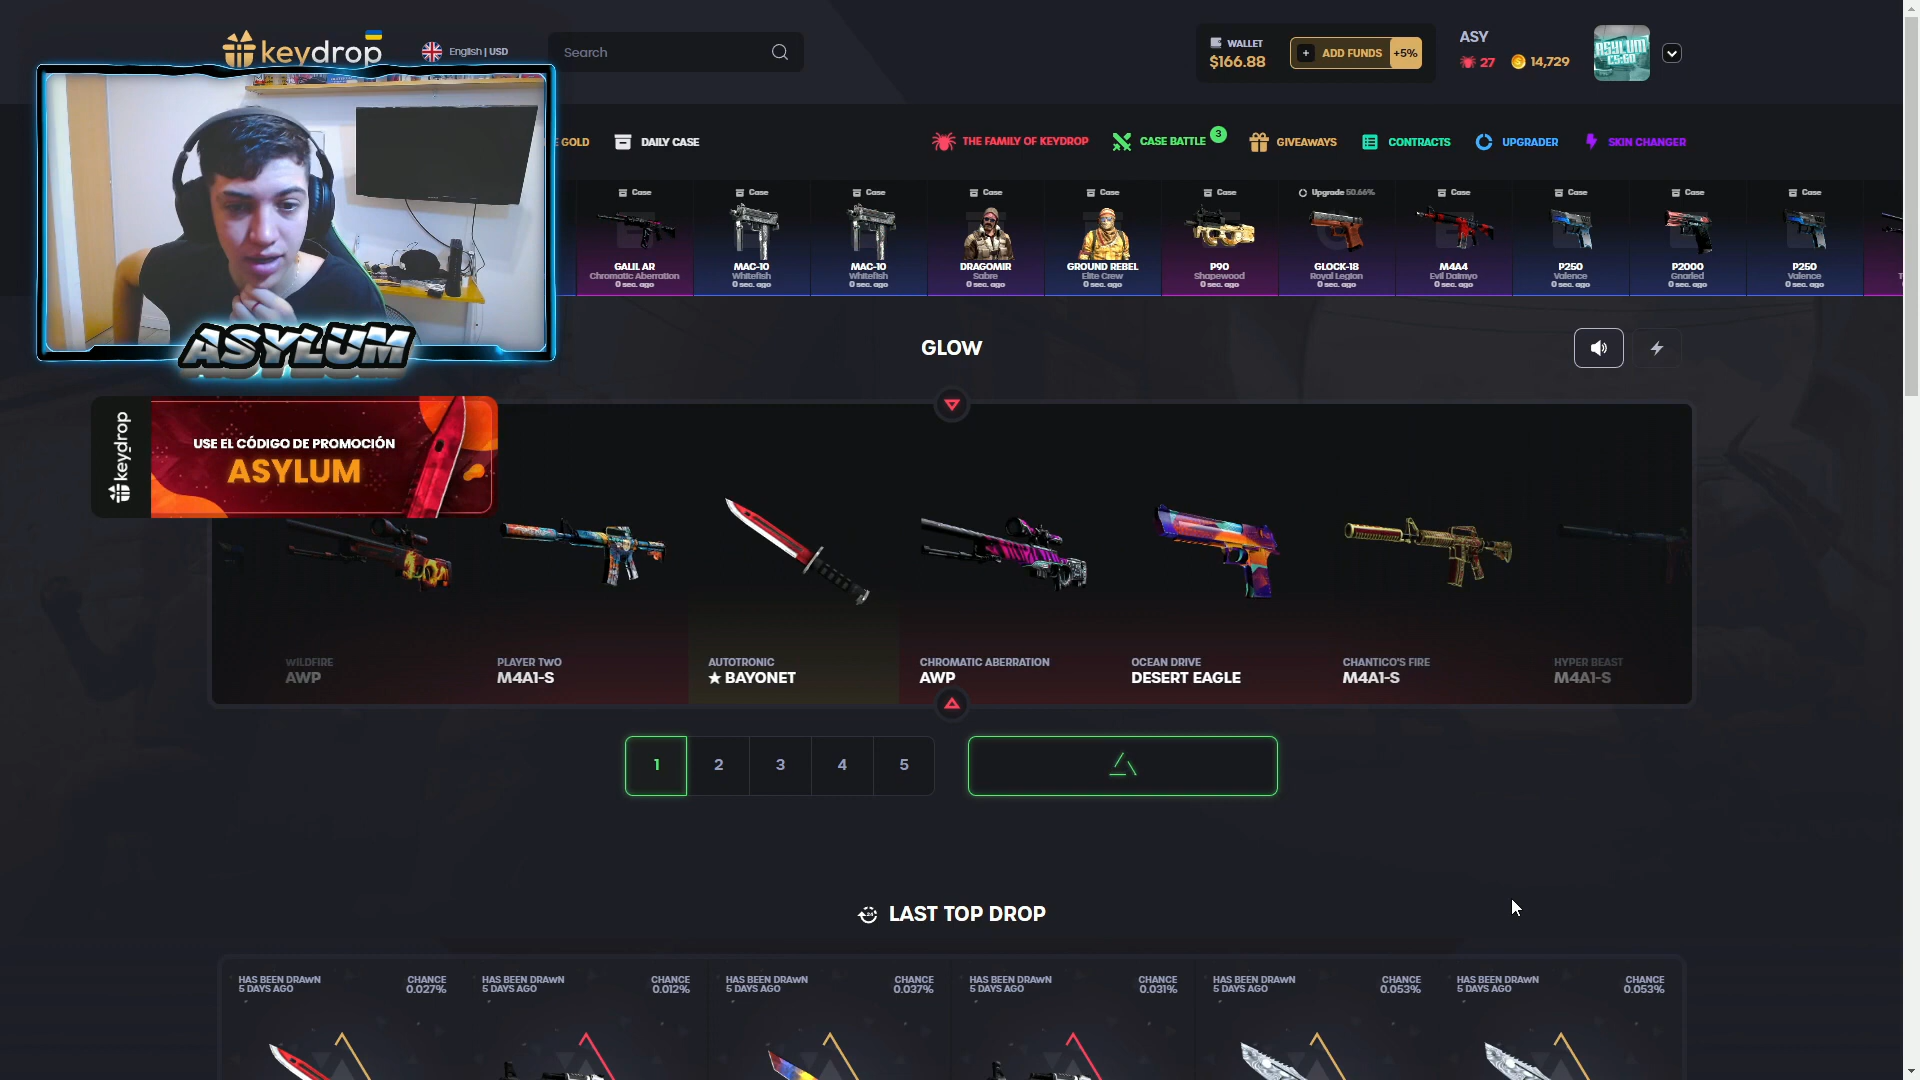 keydrop
English | USD
Search
WALLET
$166.88
+ ADD FUNDS +5%
ASY
27
14,729
ASYLUM
CS:GO
GOLD
DAILY CASE
THE FAMILY OF KEYDROP
CASE BATTLE
3
GIVEAWAYS
CONTRACTS
UPGRADER
SKIN CHANGER
Case
GALIL AR
Chromatic Aberration
0 sec. ago
Case
MAC-10
Whitefish
0 sec. ago
Case
MAC-10
Whitefish
0 sec. ago
Case
DRAGOMIR
Sabre
0 sec. ago
Case
GROUND REBEL
Elite Crew
0 sec. ago
Case
P90
Shapewood
0 sec. ago
Upgrade 50.66%
GLOCK-18
Royal Legion
0 sec. ago
Case
M4A4
Evil Daimyo
0 sec. ago
Case
P250
Valence
0 sec. ago
Case
P2000
Gnarled
0 sec. ago
Case
P250
Valence
0 sec. ago
ASYLUM
GLOW
keydrop
USE EL CÓDIGO DE PROMOCIÓN
ASYLUM
WILDFIRE
AWP
PLAYER TWO
M4A1-S
AUTOTRONIC
★ BAYONET
CHROMATIC ABERRATION
AWP
OCEAN DRIVE
DESERT EAGLE
CHANTICO'S FIRE
M4A1-S
HYPER BEAST
M4A1-S
1 2 3 4 5
LAST TOP DROP
HAS BEEN DRAWN
5 DAYS AGO
CHANCE
0.027%
HAS BEEN DRAWN
5 DAYS AGO
CHANCE
0.012%
HAS BEEN DRAWN
5 DAYS AGO
CHANCE
0.037%
HAS BEEN DRAWN
5 DAYS AGO
CHANCE
0.031%
HAS BEEN DRAWN
5 DAYS AGO
CHANCE
0.053%
HAS BEEN DRAWN
5 DAYS AGO
CHANCE
0.053%